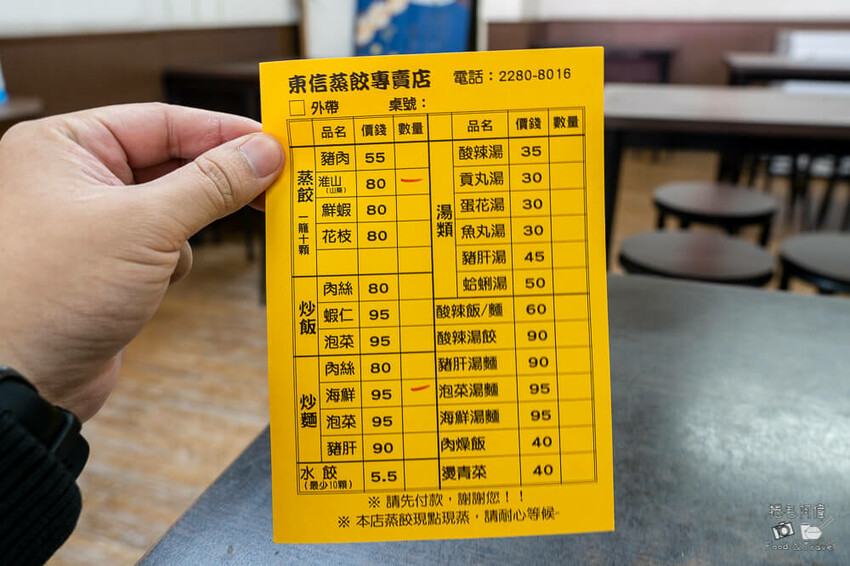 東信蒸餃專賣店 電話：2280-8016
外帶 桌號：
品名 價錢 數量 品名 價錢 數量
蒸餃 一籠十顆
豬肉 55
淮山(山藥) 80
鮮蝦 80
花枝 80
炒飯
肉絲 80
蝦仁 95
泡菜 95
炒麵
肉絲 80
海鮮 95
泡菜 95
豬肝 90
水餃(最少10顆) 5.5
湯類
酸辣湯 35
貢丸湯 30
蛋花湯 30
魚丸湯 30
豬肝湯 45
蛤蜊湯 50
酸辣飯/麵 60
酸辣湯餃 90
豬肝湯麵 90
泡菜湯麵 95
海鮮湯麵 95
肉燥飯 40
燙青菜 40
※ 請先付款，謝謝您！！
※ 本店蒸餃現點現蒸，請耐心等候~
Food & Travel